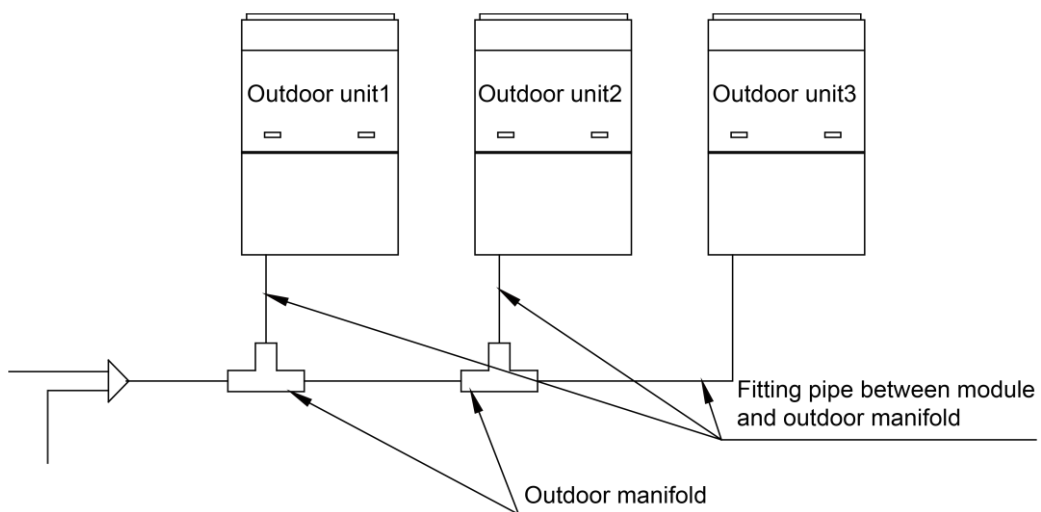 Outdoor unit1
Outdoor unit2
Outdoor unit3
Fitting pipe between module
and outdoor manifold
Outdoor manifold